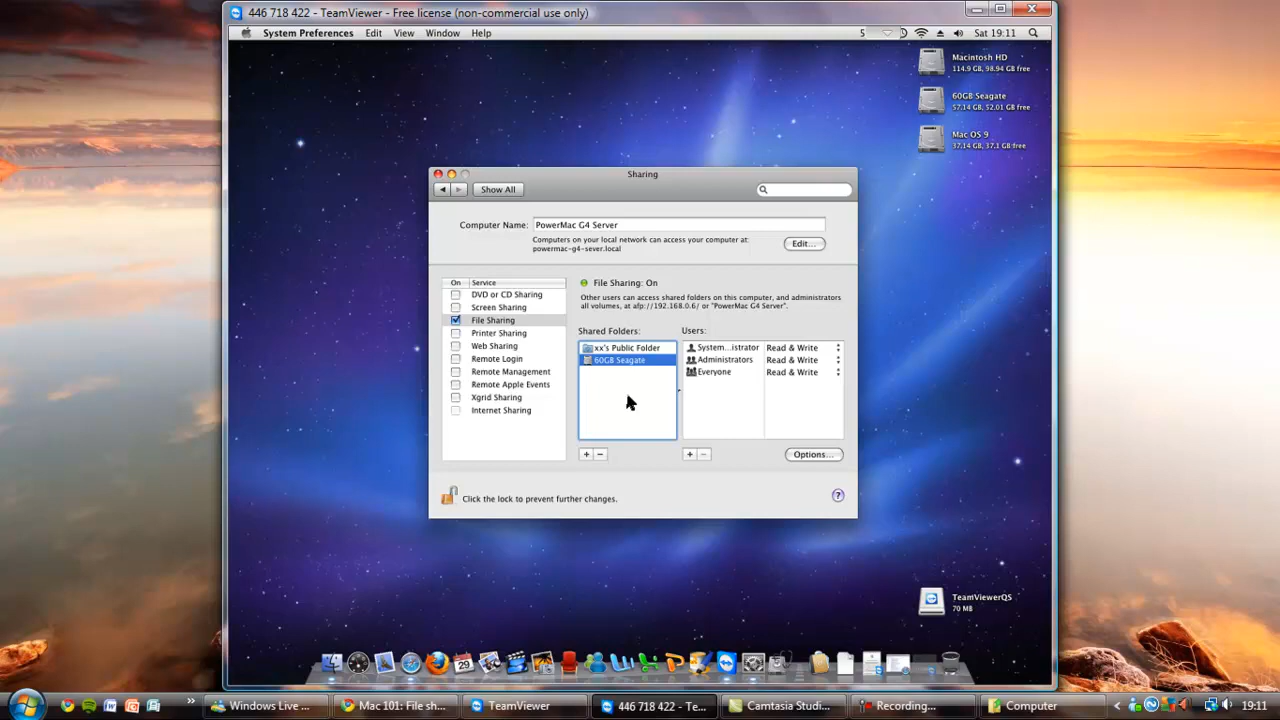 446 718 422 - TeamViewer - Free license (non-commercial use only)
System Preferences Edit View Window Help
5 Sat 19:11
Macintosh HD
114.9 GB, 98.94 GB free
60GB Seagate
57.14 GB, 52.01 GB free
Mac OS 9
37.14 GB, 37.1 GB free
Sharing
Show All
Computer Name: PowerMac G4 Server
Computers on your local network can access your computer at:
powermac-g4-sever.local
Edit...
On Service
DVD or CD Sharing
Screen Sharing
File Sharing
Printer Sharing
Web Sharing
Remote Login
Remote Management
Remote Apple Events
Xgrid Sharing
Internet Sharing
File Sharing: On
Other users can access shared folders on this computer, and administrators
all volumes, at afp://192.168.0.6/ or "PowerMac G4 Server".
Shared Folders: Users:
xx's Public Folder
60GB Seagate
System...istrator Read & Write
Administrators Read & Write
Everyone Read & Write
+ − + −
Options...
Click the lock to prevent further changes.
?
TeamViewerQS
70 MB
29
» Windows Live ... Mac 101: File sh... TeamViewer 446 718 422 - Te... Camtasia Studi... Recording... Computer 19:11